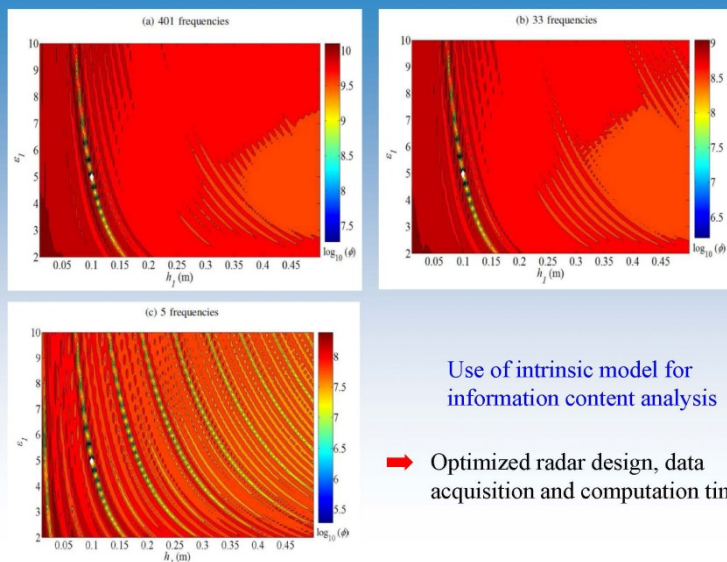 (a) 401 frequencies
10
9
8
7
6
5
4
3
2
ε1
0.05 0.1 0.15 0.2 0.25 0.3 0.35 0.4 0.45
h1 (m)
10
9.5
9
8.5
8
7.5
log10 (ϕ)
(b) 33 frequencies
10
9
8
7
6
5
4
3
2
ε1
0.05 0.1 0.15 0.2 0.25 0.3 0.35 0.4 0.45
h1 (m)
9
8.5
8
7.5
7
6.5
log10 (ϕ)
(c) 5 frequencies
10
9
8
7
6
5
4
3
2
ε1
0.05 0.1 0.15 0.2 0.25 0.3 0.35 0.4 0.45
h, (m)
8
7.5
7
6.5
6
5.5
log10 (ϕ)
Use of intrinsic model for
information content analysis
Optimized radar design, data
acquisition and computation tim